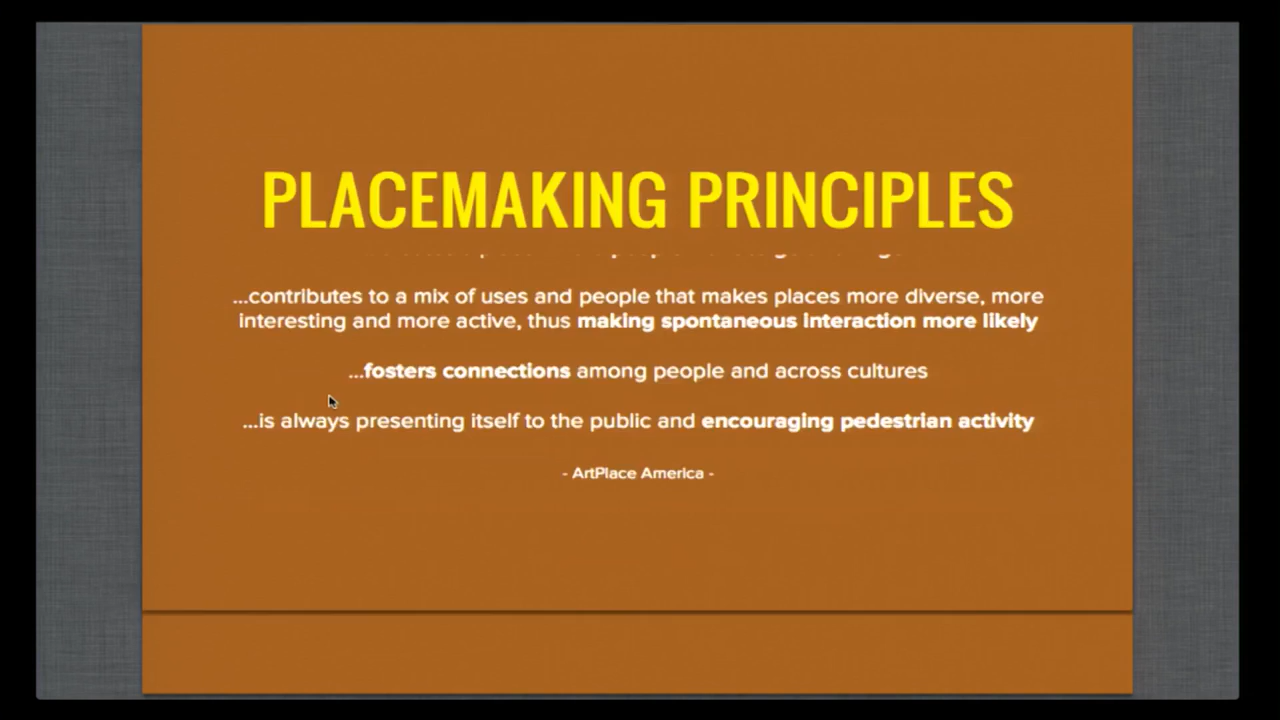 PLACEMAKING PRINCIPLES
...contributes to a mix of uses and people that makes places more diverse, more
interesting and more active, thus making spontaneous interaction more likely
...fosters connections among people and across cultures
...is always presenting itself to the public and encouraging pedestrian activity
- ArtPlace America -